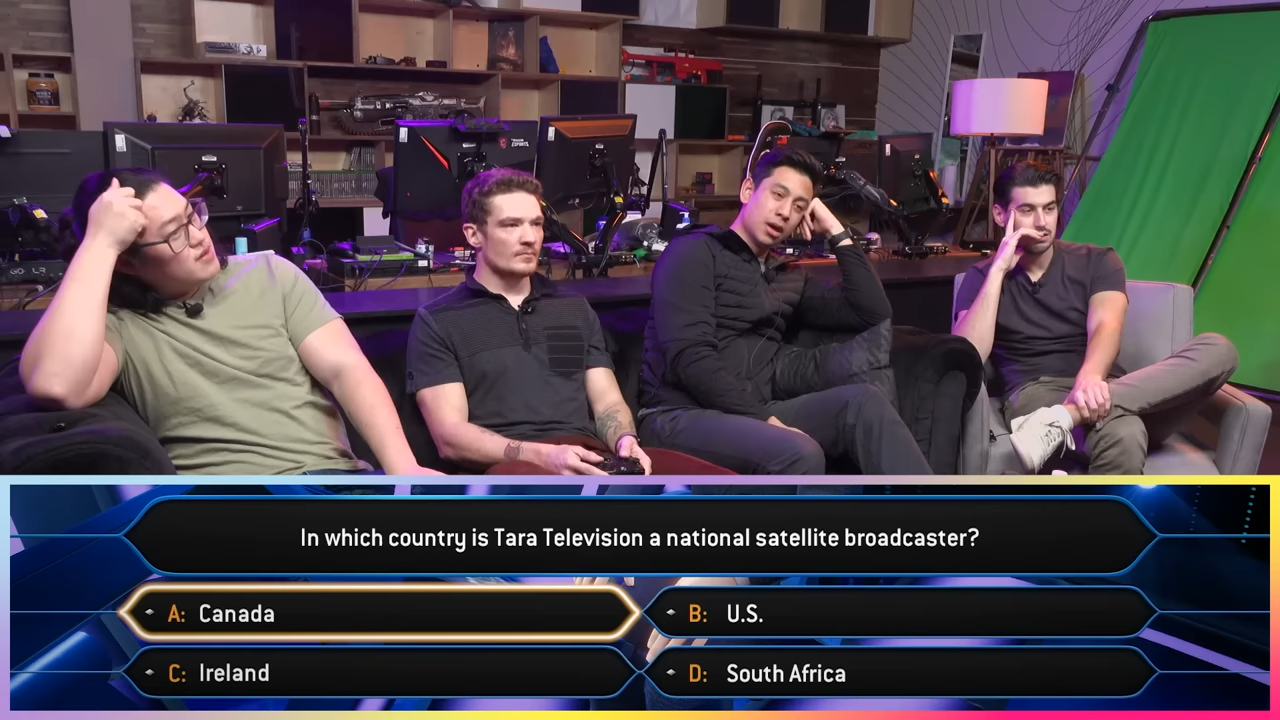 In which country is Tara Television a national satellite broadcaster?
A: Canada
B: U.S.
C: Ireland
D: South Africa